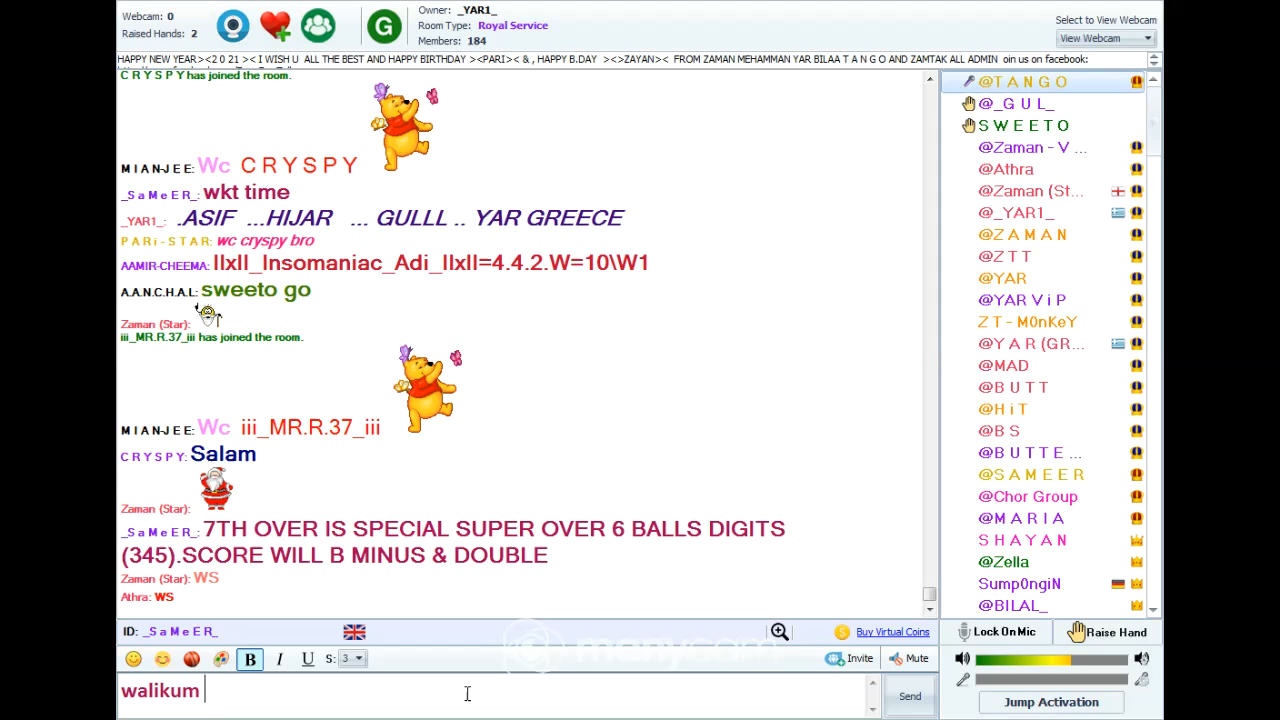 Webcam: 0
Raised Hands: 2
G
Owner: _YAR1_
Room Type: Royal Service
Members: 184
Select to View Webcam
View Webcam
HAPPY NEW YEAR><2 0 21 >< I WISH U ALL THE BEST AND HAPPY BIRTHDAY ><PARI>< & , HAPPY B.DAY <>ZAYAN>< FROM ZAMAN MEHAMMAN YAR BILAA T A N G O AND ZAMTAK ALL ADMIN oin us on facebook:
C R Y S P Y has joined the room.
M I A N-J E E: Wc C R Y S P Y
_S a M e E R_: wkt time
_YAR1_: .ASIF ...HIJAR ... GULLL .. YAR GREECE
P A R i - S T A R: wc cryspy bro
AAMIR-CHEEMA: llxll_Insomaniac_Adi_llxll=4.4.2.W=10\W1
A.A.N.C.H.A.L: sweeto go
Zaman (Star):
iii_MR.R.37_iii has joined the room.
M I A N-J E E: Wc iii_MR.R.37_iii
C R Y S P Y: Salam
Zaman (Star):
_S a M e E R_: 7TH OVER IS SPECIAL SUPER OVER 6 BALLS DIGITS
(345).SCORE WILL B MINUS & DOUBLE
Zaman (Star): WS
Athra: WS
@T A N G O
@_G U L_
S W E E T O
@Zaman - V ...
@Athra
@Zaman (St...
@_YAR1_
@Z A M A N
@Z T T
@YAR
@YAR V i P
Z T - M0nKeY
@Y A R (GR...
@MAD
@B U T T
@H i T
@B S
@B U T T E ...
@S A M E E R
@Chor Group
@M A R I A
S H A Y A N
@Zella
Sump0ngiN
@BILAL_
ID: _S a M e E R_
Buy Virtual Coins
Lock On Mic
Raise Hand
manycam
B I U S: 3
Invite
Mute
walikum
Send
Jump Activation